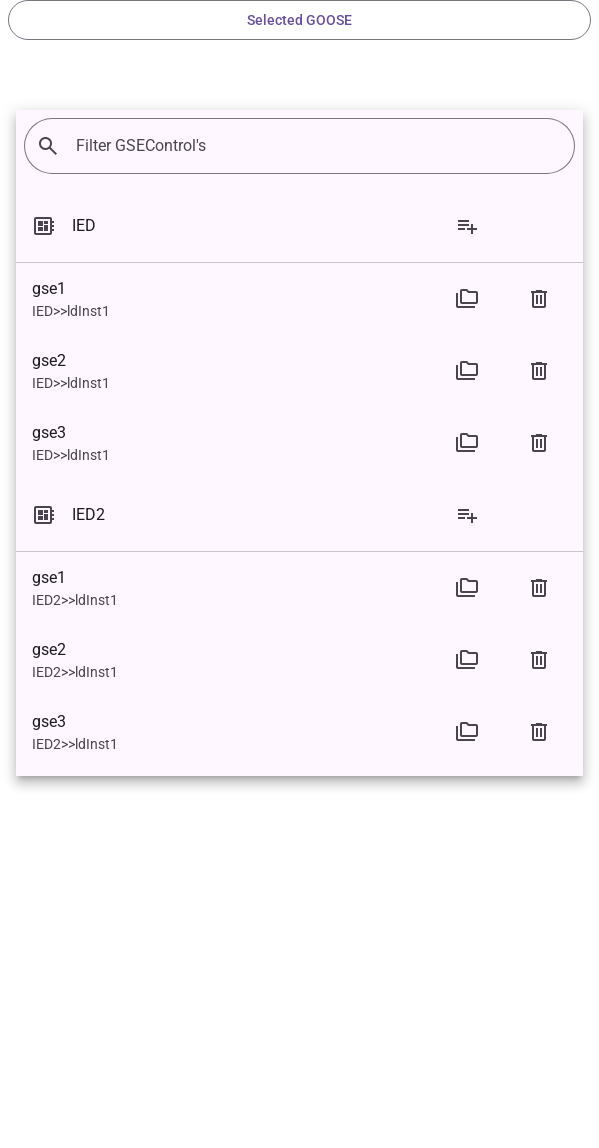 Selected GOOSE
Filter GSEControl's
IED
gse1
IED>>ldInst1
gse2
IED>>ldInst1
gse3
IED>>ldInst1
IED2
gse1
IED2>>ldInst1
gse2
IED2>>ldInst1
gse3
IED2>>ldInst1